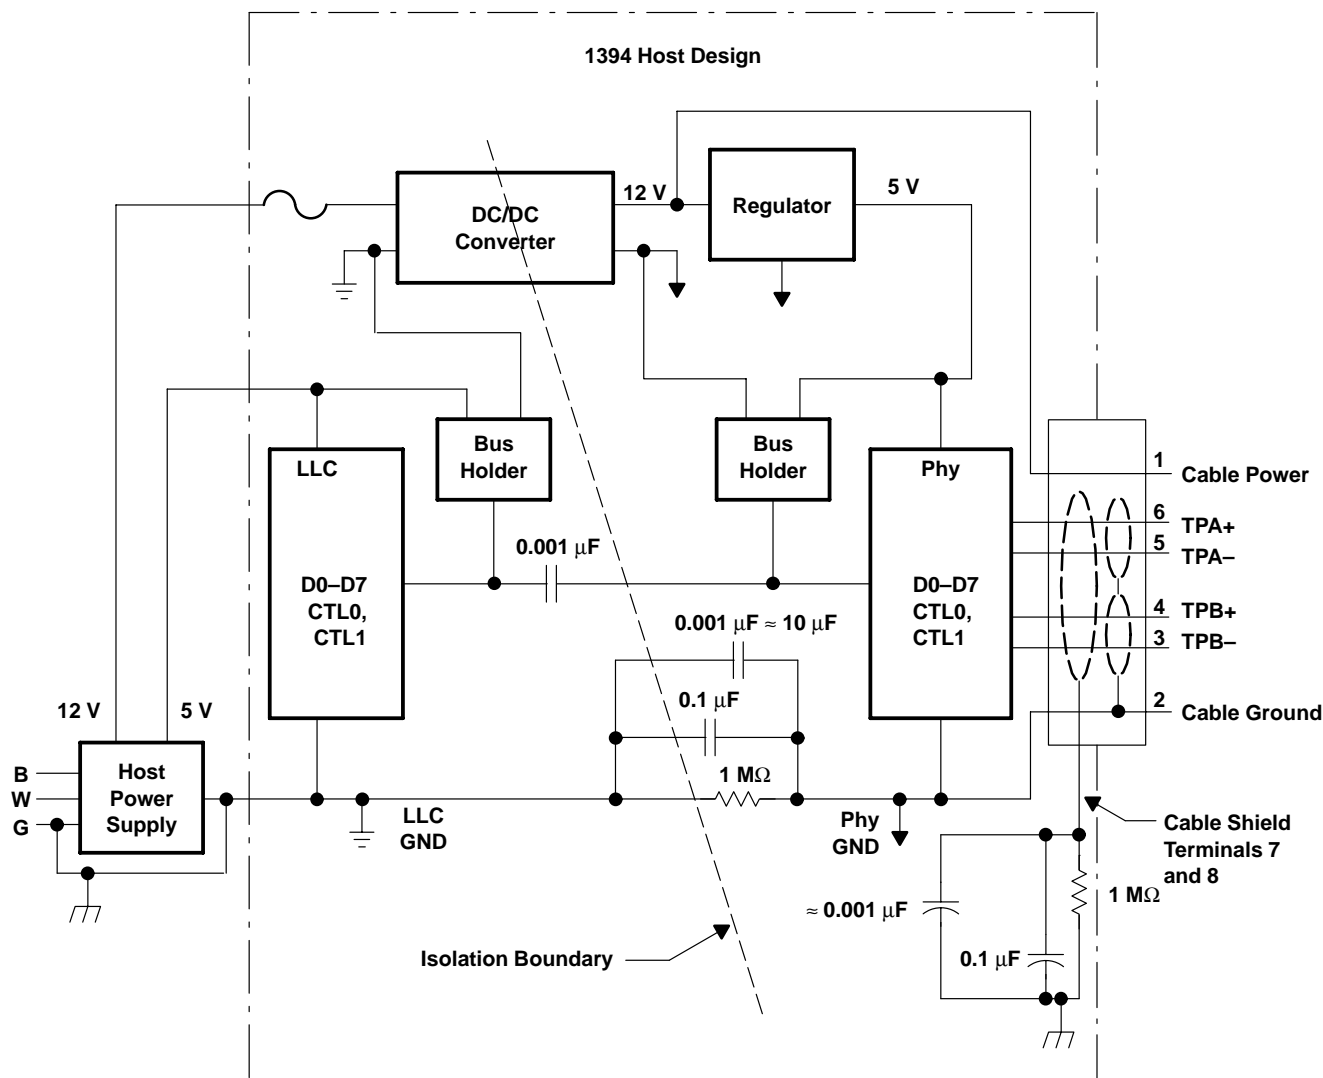 1394 Host Design
12 V
5 V
DC/DC
Converter
Regulator
LLC
Bus
Holder
Bus
Holder
Phy
1
Cable Power
6
TPA+
5
TPA–
4
TPB+
3
TPB–
2
Cable Ground
0.001 μF
D0–D7
CTL0,
CTL1
D0–D7
CTL0,
CTL1
0.001 μF ≈ 10 μF
0.1 μF
1 MΩ
12 V
5 V
B
W
G
Host
Power
Supply
LLC
GND
Phy
GND
Cable Shield
Terminals 7
and 8
≈ 0.001 μF
1 MΩ
0.1 μF
Isolation Boundary